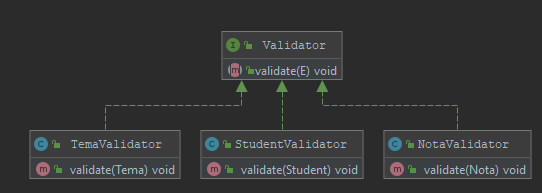 I Validator
m validate(E) void
C TemaValidator
m validate(Tema) void
C StudentValidator
m validate(Student) void
C NotaValidator
m validate(Nota) void